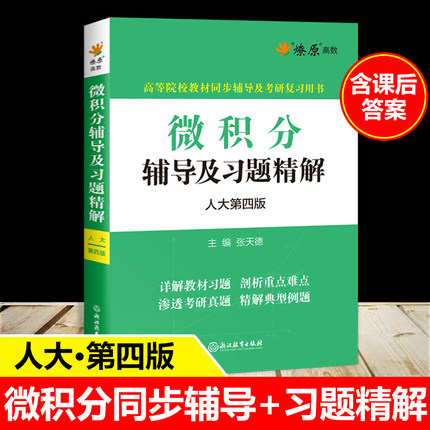 燎原 高数
含课后
答案
高等院校教材同步辅导及考研复习用书
微积分
辅导及习题精解
人大第四版
主编 张天德
详解教材习题 剖析重点难点
渗透考研真题 精解典型例题
浙江教育出版社
燎原
高数
微积分辅导及习题精解
人大
第四版
人大·第四版
微积分同步辅导+习题精解